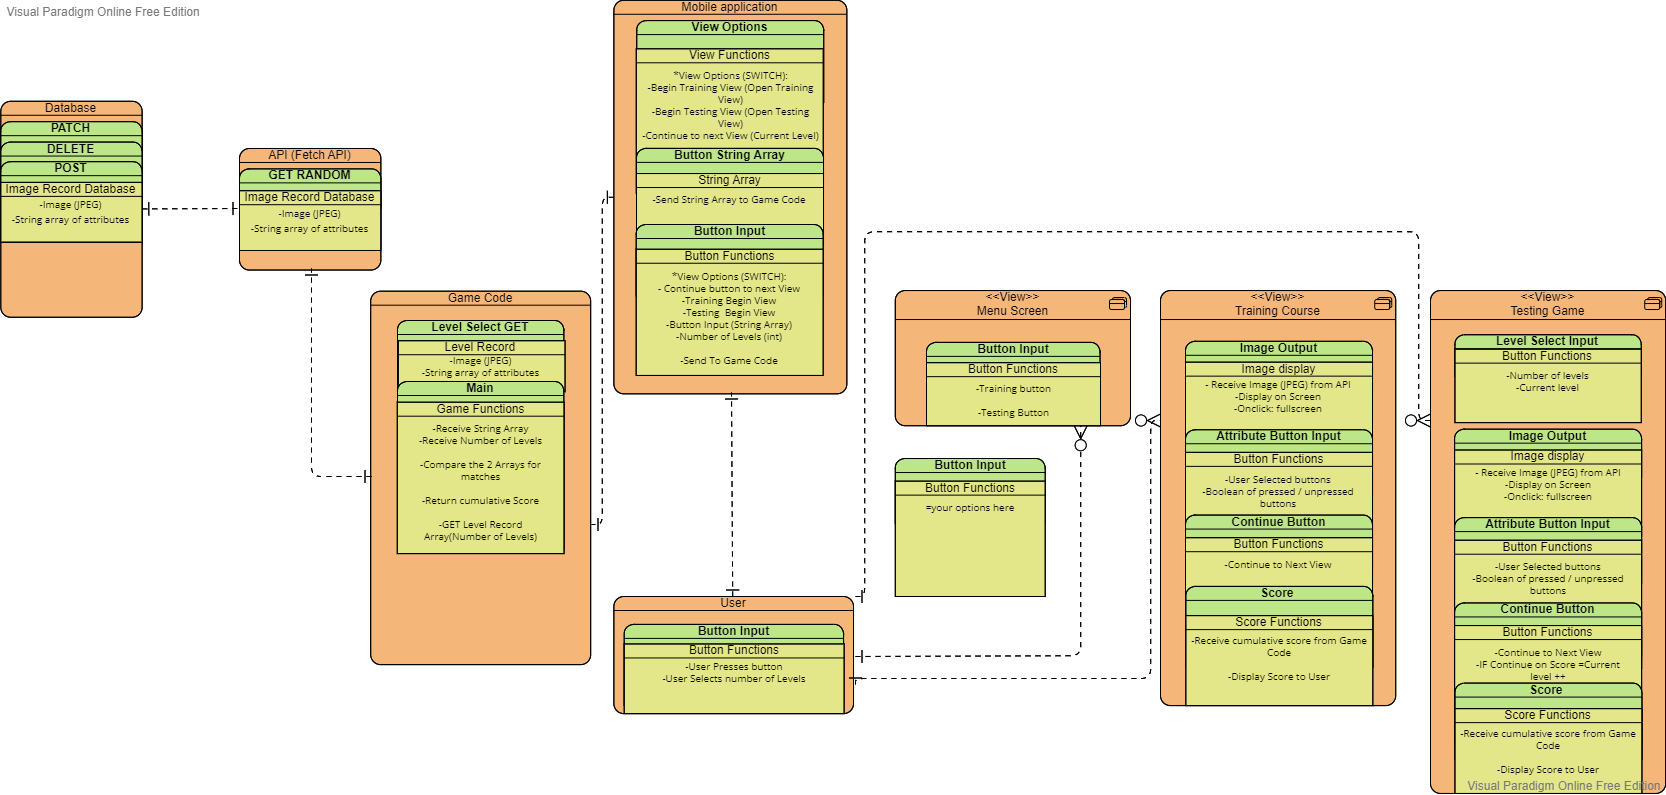 Visual Paradigm Online Free Edition
Database
PATCH
DELETE
POST
Image Record Database
-Image (JPEG)
-String array of attributes
API (Fetch API)
GET RANDOM
Image Record Database
-Image (JPEG)
-String array of attributes
Game Code
Level Select GET
Level Record
-Image (JPEG)
-String array of attributes
Main
Game Functions
-Receive String Array
-Receive Number of Levels
-Compare the 2 Arrays for
matches
-Return cumulative Score
-GET Level Record
Array(Number of Levels)
Mobile application
View Options
View Functions
*View Options (SWITCH):
-Begin Training View (Open Training
View)
-Begin Testing View (Open Testing
View)
-Continue to next View (Current Level)
Button String Array
String Array
-Send String Array to Game Code
Button Input
Button Functions
*View Options (SWITCH):
- Continue button to next View
-Training Begin View
-Testing  Begin View
-Button Input (String Array)
-Number of Levels (int)
-Send To Game Code
User
Button Input
Button Functions
-User Presses button
-User Selects number of Levels
<<View>>
Menu Screen
Button Input
Button Functions
-Training button
-Testing Button
Button Input
Button Functions
=your options here
<<View>>
Training Course
Image Output
Image display
- Receive Image (JPEG) from API
-Display on Screen
-Onclick: fullscreen
Attribute Button Input
Button Functions
-User Selected buttons
-Boolean of pressed / unpressed
buttons
Continue Button
Button Functions
-Continue to Next View
Score
Score Functions
-Receive cumulative score from Game
Code
-Display Score to User
<<View>>
Testing Game
Level Select Input
Button Functions
-Number of levels
-Current level
Image Output
Image display
- Receive Image (JPEG) from API
-Display on Screen
-Onclick: fullscreen
Attribute Button Input
Button Functions
-User Selected buttons
-Boolean of pressed / unpressed
buttons
Continue Button
Button Functions
-Continue to Next View
-IF Continue on Score =Current
level ++
Score
Score Functions
-Receive cumulative score from Game
Code
-Display Score to User
Visual Paradigm Online Free Edition